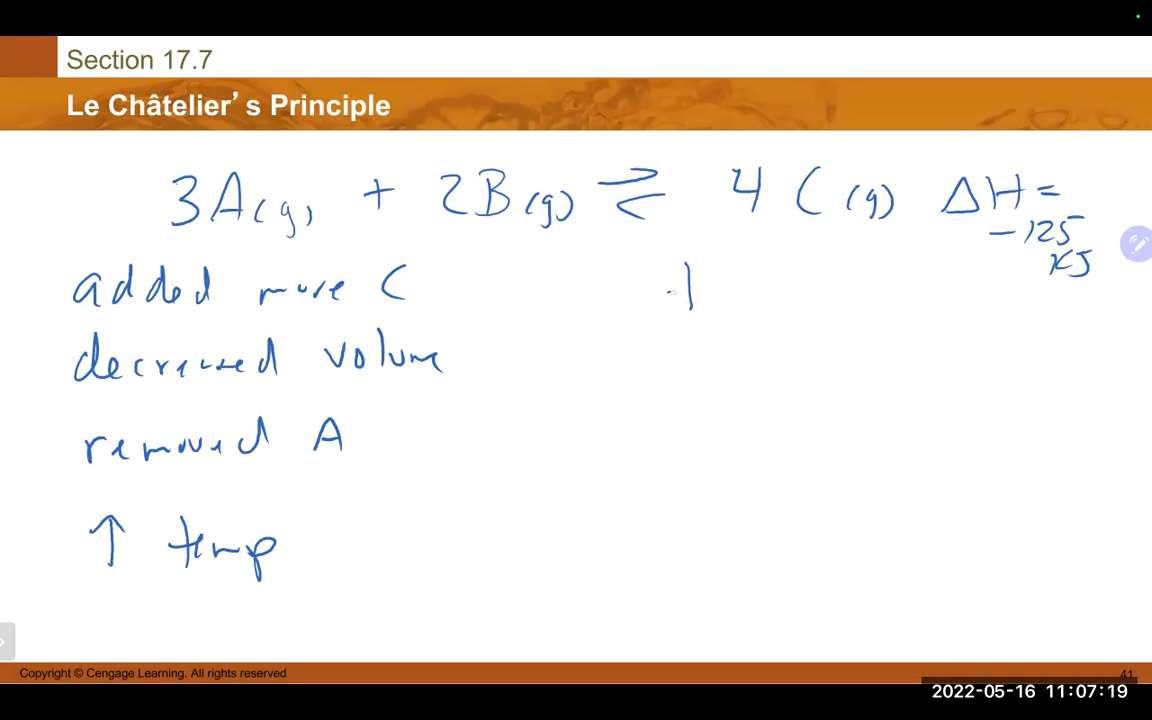 Section 17.7
Le Châtelier’s Principle
3A(g) + 2B(g) ⇌ 4C(g) ΔH =
-125
KJ
added more C
decreased volume
removed A
↑ temp
Copyright © Cengage Learning. All rights reserved
41
2022-05-16 11:07:19